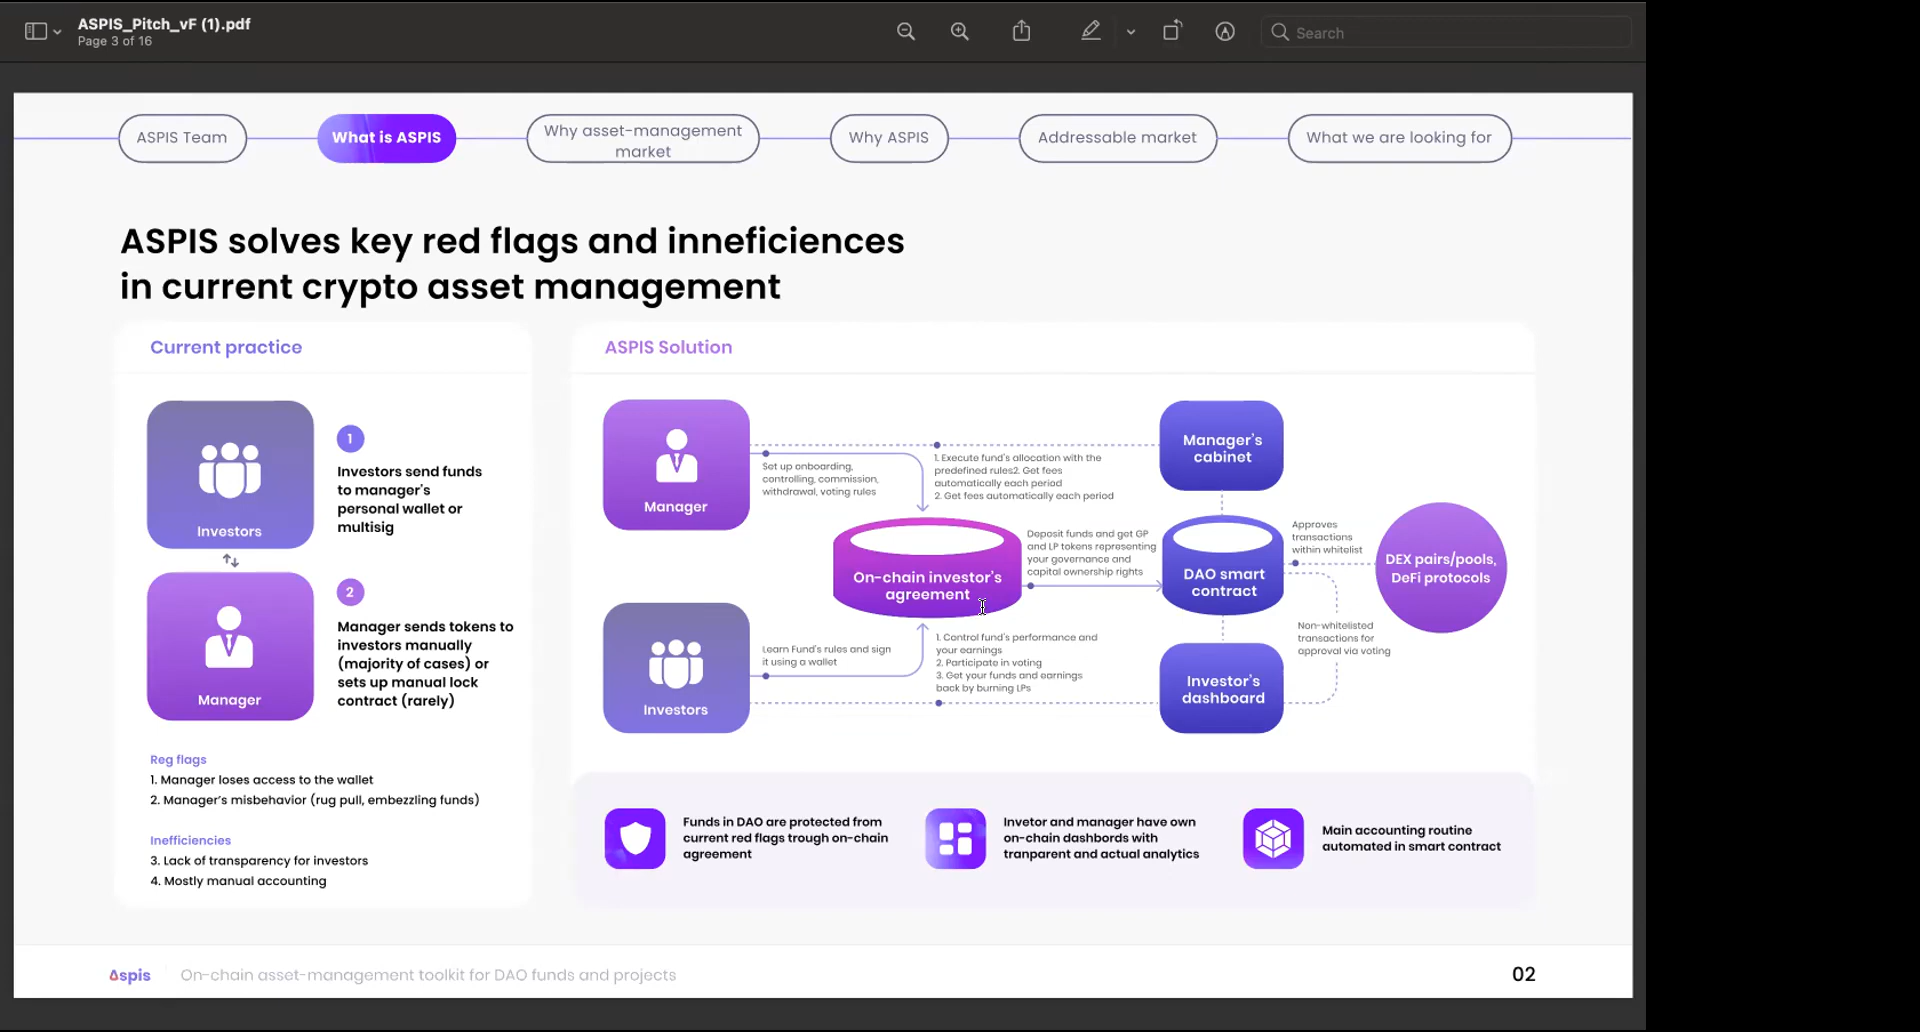 ASPIS_Pitch_vF (1).pdf
Page 3 of 16
Search
ASPIS Team
What is ASPIS
Why asset-management
market
Why ASPIS
Addressable market
What we are looking for
ASPIS solves key red flags and inneficiences
in current crypto asset management
Current practice
Investors
1
Investors send funds
to manager's
personal wallet or
multisig
Manager
2
Manager sends tokens to
investors manually
(majority of cases) or
sets up manual lock
contract (rarely)
Reg flags
1. Manager loses access to the wallet
2. Manager's misbehavior (rug pull, embezzling funds)
Inefficiencies
3. Lack of transparency for investors
4. Mostly manual accounting
ASPIS Solution
Manager
Set up onboarding,
controlling, commission,
withdrawal, voting rules
1. Execute fund's allocation with the
predefined rules2. Get fees
automatically each period
2. Get fees automatically each period
Manager's
cabinet
On-chain investor's
agreement
Deposit funds and get GP
and LP tokens representing
your governance and
capital ownership rights
DAO smart
contract
Approves
transactions
within whitelist
DEX pairs/pools,
DeFi protocols
Non-whitelisted
transactions for
approval via voting
Investors
Learn Fund's rules and sign
it using a wallet
1. Control fund's performance and
your earnings
2. Participate in voting
3. Get your funds and earnings
back by burning LPs
Investor's
dashboard
Funds in DAO are protected from
current red flags trough on-chain
agreement
Invetor and manager have own
on-chain dashbords with
tranparent and actual analytics
Main accounting routine
automated in smart contract
Aspis
On-chain asset-management toolkit for DAO funds and projects
02